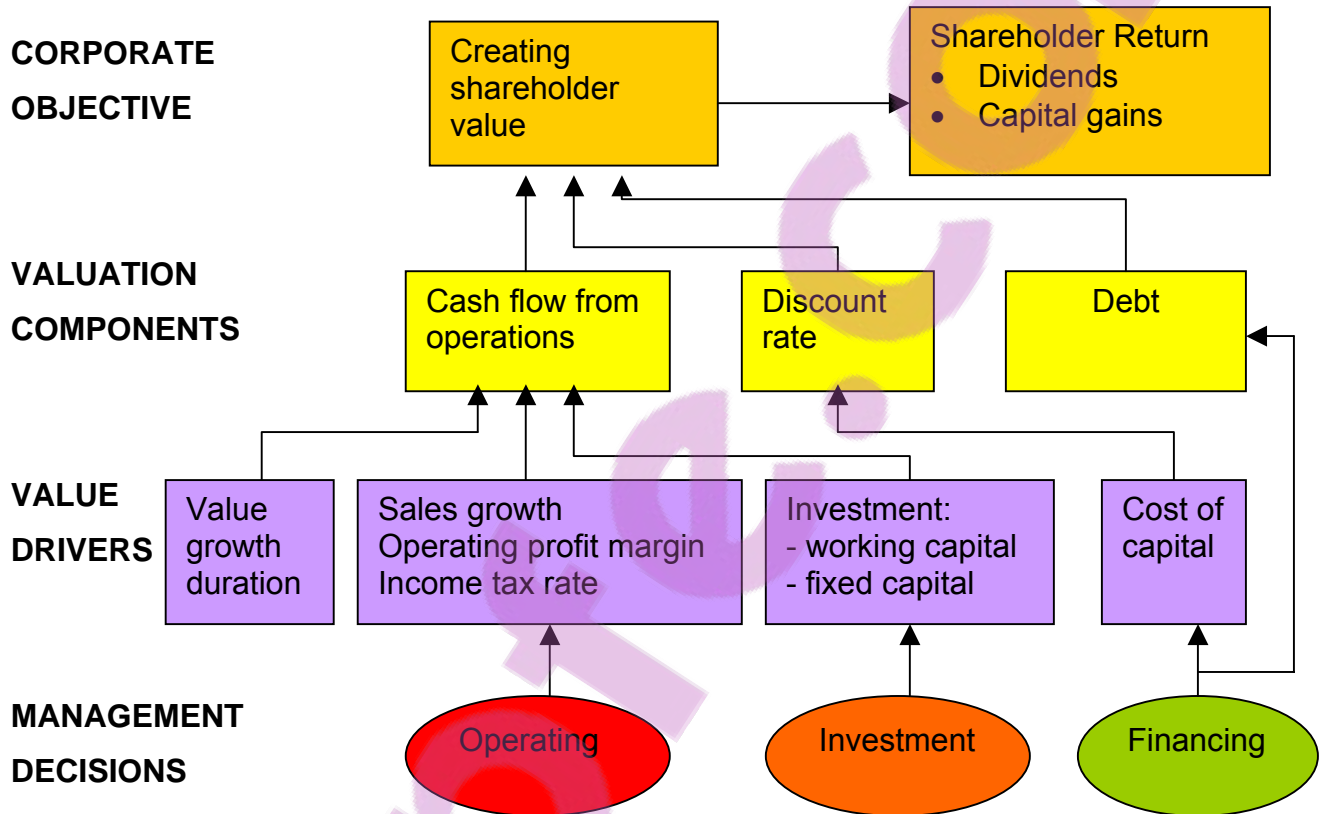 CORPORATE
OBJECTIVE
Creating
shareholder
value
Shareholder Return
• Dividends
• Capital gains
VALUATION
COMPONENTS
Cash flow from
operations
Discount
rate
Debt
VALUE
DRIVERS
Value
growth
duration
Sales growth
Operating profit margin
Income tax rate
Investment:
- working capital
- fixed capital
Cost of
capital
MANAGEMENT
DECISIONS
Operating
Investment
Financing